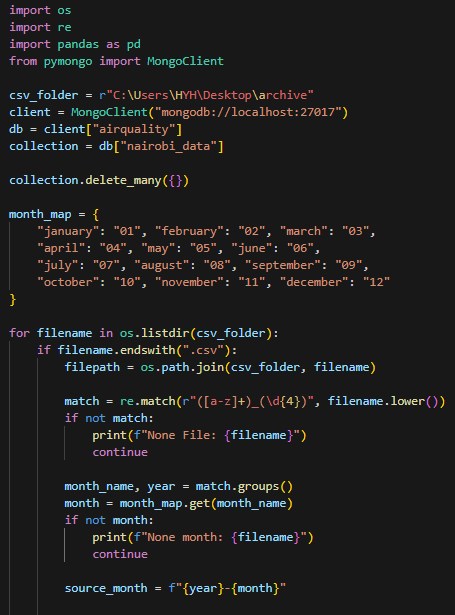 import os
import re
import pandas as pd
from pymongo import MongoClient

csv_folder = r"C:\Users\HYH\Desktop\archive"
client = MongoClient("mongodb://localhost:27017")
db = client["airquality"]
collection = db["nairobi_data"]

collection.delete_many({})

month_map = {
    "january": "01", "february": "02", "march": "03",
    "april": "04", "may": "05", "june": "06",
    "july": "07", "august": "08", "september": "09",
    "october": "10", "november": "11", "december": "12"
}

for filename in os.listdir(csv_folder):
    if filename.endswith(".csv"):
        filepath = os.path.join(csv_folder, filename)

        match = re.match(r"([a-z]+)_(\d{4})", filename.lower())
        if not match:
            print(f"None File: {filename}")
            continue

        month_name, year = match.groups()
        month = month_map.get(month_name)
        if not month:
            print(f"None month: {filename}")
            continue

        source_month = f"{year}-{month}"